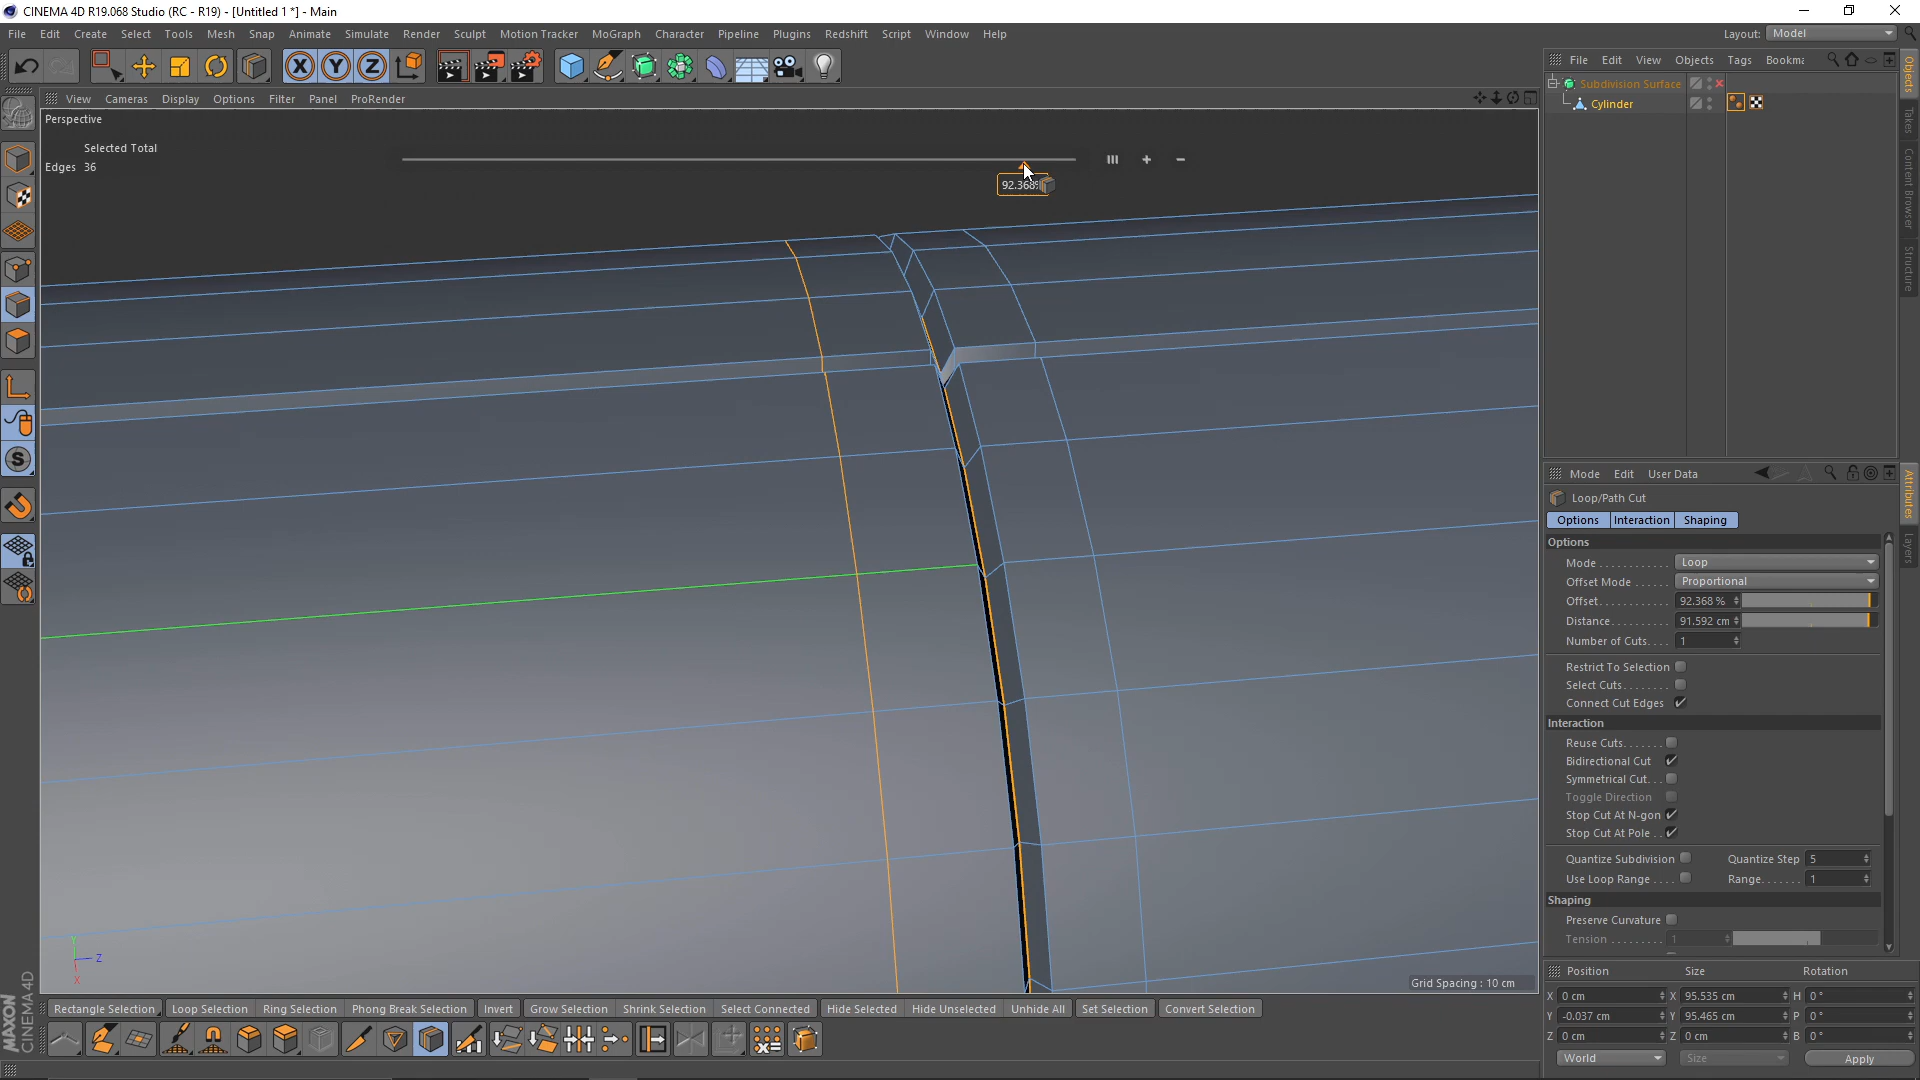 CINEMA 4D R19.068 Studio (RC - R19) - [Untitled 1 *] - Main
File Edit Create Select Tools Mesh Snap Animate Simulate Render Sculpt Motion Tracker MoGraph Character Pipeline Plugins Redshift Script Window Help
Layout: Model
X Y Z
File Edit View Objects Tags Bookma
Subdivision Surface
Cylinder
Objects
Takes
Content Browser
Structure
View Cameras Display Options Filter Panel ProRender
Perspective
Selected Total
Edges 36
92.368%
Mode Edit User Data
Loop/Path Cut
Options Interaction Shaping
Options
Mode Loop
Offset Mode Proportional
Offset 92.368 %
Distance 91.592 cm
Number of Cuts 1
Restrict To Selection
Select Cuts
Connect Cut Edges
Interaction
Reuse Cuts
Bidirectional Cut
Symmetrical Cut
Toggle Direction
Stop Cut At N-gon
Stop Cut At Pole
Quantize Subdivision Quantize Step 5
Use Loop Range Range 1
Shaping
Preserve Curvature
Tension 1
Attributes
Layers
Y
Z
X
Grid Spacing : 10 cm
Position Size Rotation
X 0 cm X 95.535 cm H 0 °
Y -0.037 cm Y 95.465 cm P 0 °
Z 0 cm Z 0 cm B 0 °
World Size Apply
Rectangle Selection Loop Selection Ring Selection Phong Break Selection Invert Grow Selection Shrink Selection Select Connected Hide Selected Hide Unselected Unhide All Set Selection Convert Selection
MAXON
CINEMA 4D